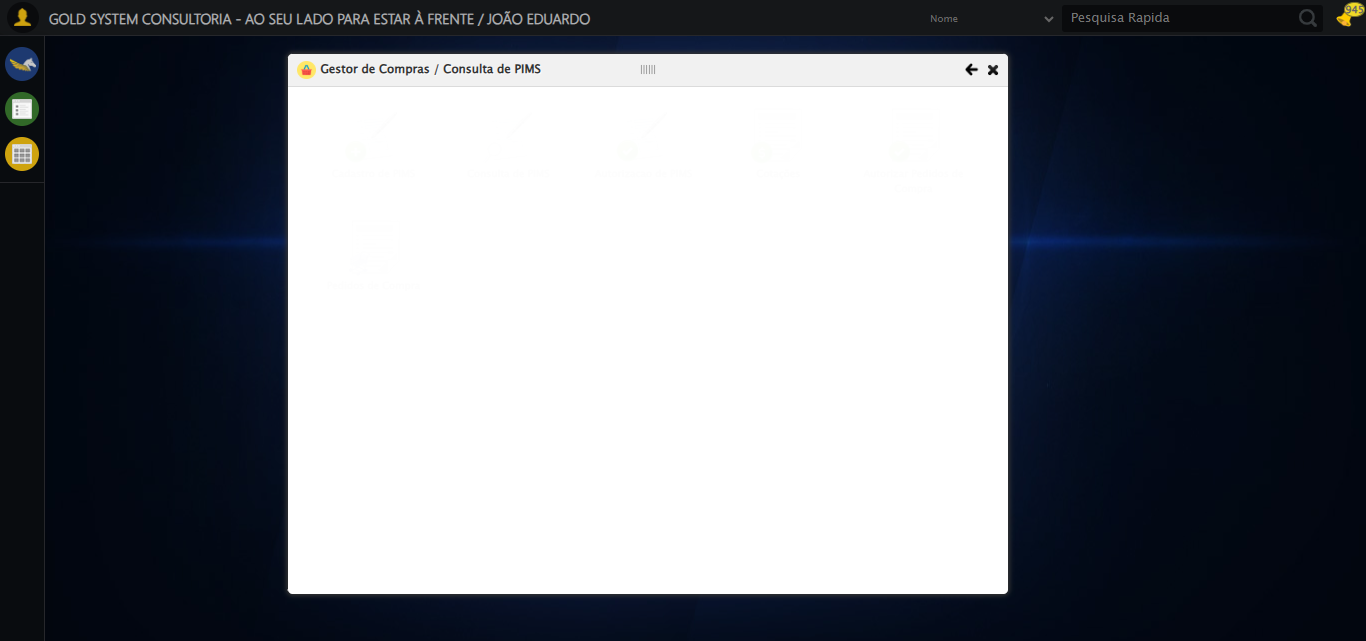 GOLD SYSTEM CONSULTORIA - AO SEU LADO PARA ESTAR À FRENTE / JOÃO EDUARDO
Nome
Pesquisa Rapida
945
Gestor de Compras / Consulta de PIMS